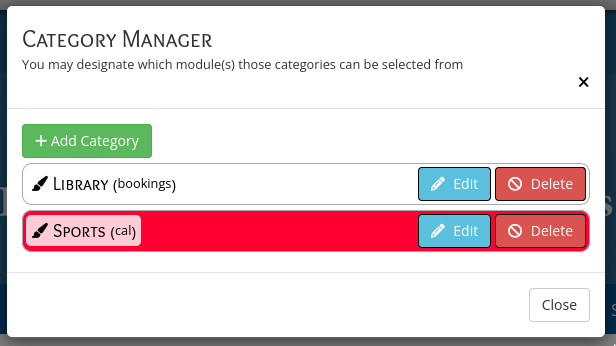 Category Manager
You may designate which module(s) those categories can be selected from
×
+ Add Category
Library (bookings) Edit Delete
Sports (cal) Edit Delete
Close